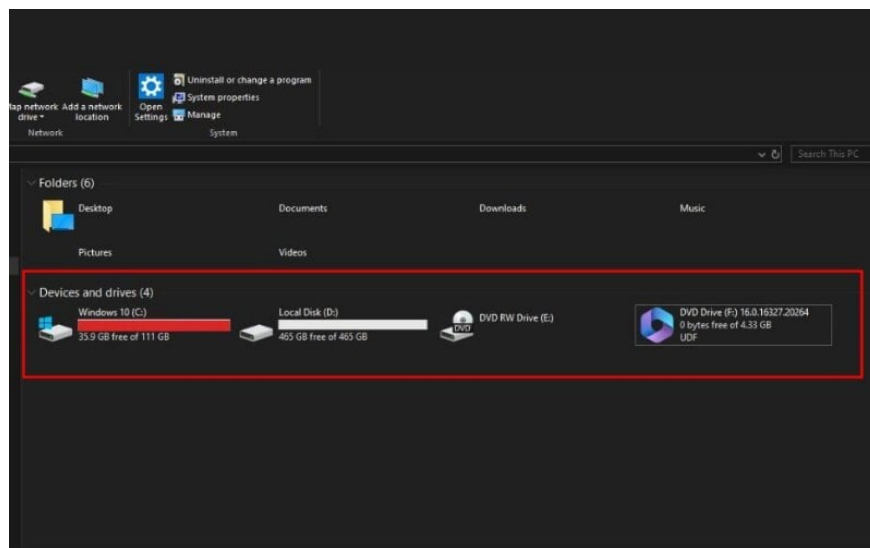 Uninstall or change a program
System properties
Manage
Map network drive
Add a network location
Open Settings
Network
System
Search This PC
Folders (6)
Desktop
Documents
Downloads
Music
Pictures
Videos
Devices and drives (4)
Windows 10 (C:)
35.9 GB free of 111 GB
Local Disk (D:)
465 GB free of 465 GB
DVD
DVD RW Drive (E:)
DVD Drive (F:) 16.0.16327.20264
0 bytes free of 4.33 GB
UDF